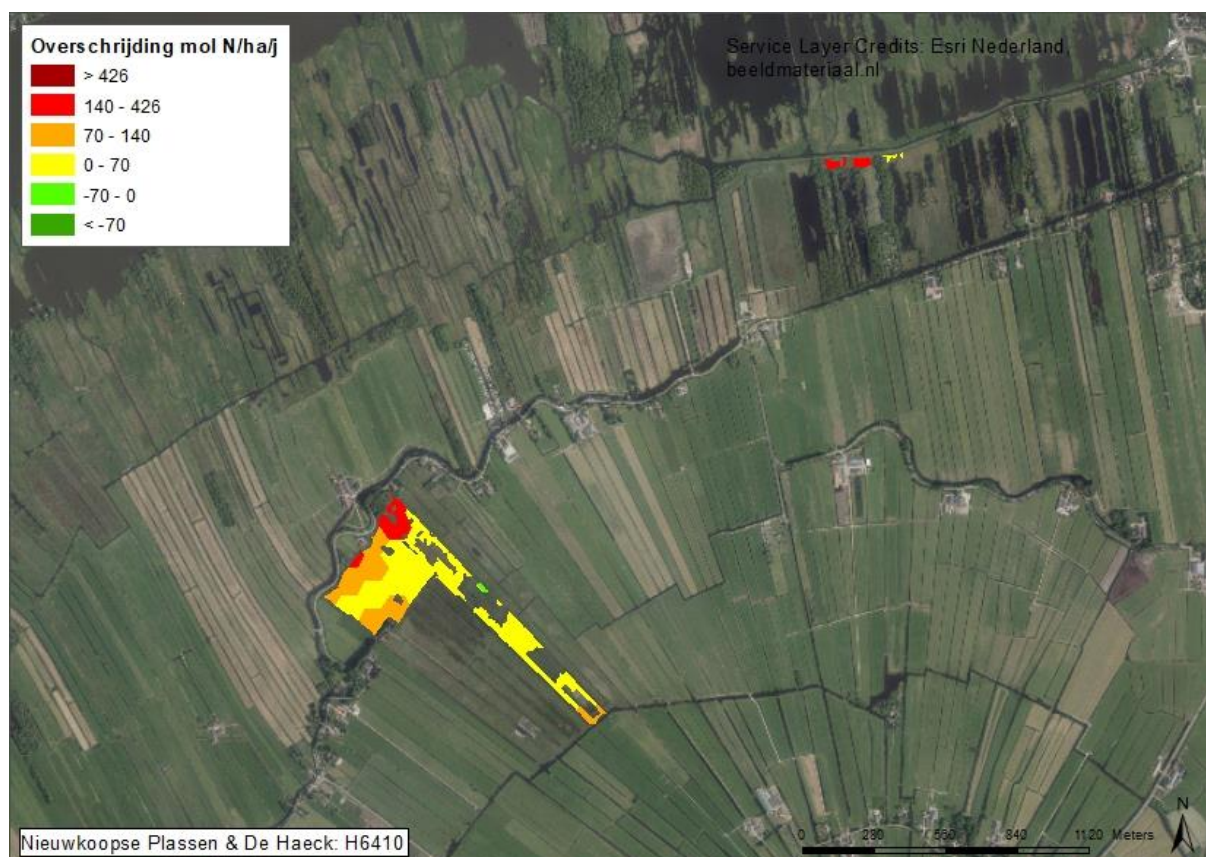 Overschrijding mol N/ha/j
> 426
140 - 426
70 - 140
0 - 70
-70 - 0
< -70
Service Layer Credits: Esri Nederland,
beeldmateriaal.nl
Nieuwkoopse Plassen & De Haeck: H6410
N
0 280 560 840 1120 Meters